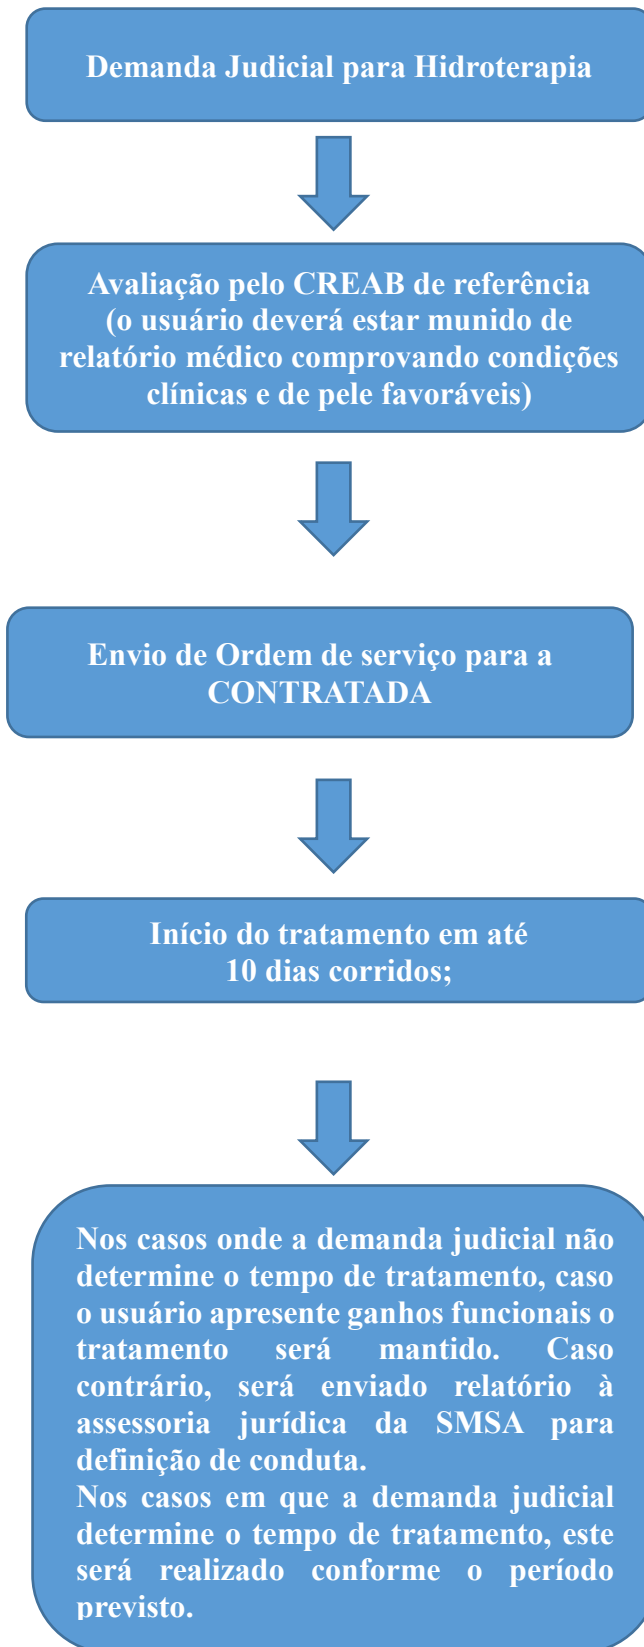 Demanda Judicial para Hidroterapia
Avaliação pelo CREAB de referência
(o usuário deverá estar munido de
relatório médico comprovando condições
clínicas e de pele favoráveis)
Envio de Ordem de serviço para a
CONTRATADA
Início do tratamento em até
10 dias corridos;
Nos casos onde a demanda judicial não
determine o tempo de tratamento, caso
o usuário apresente ganhos funcionais o
tratamento será mantido. Caso
contrário, será enviado relatório à
assessoria jurídica da SMSA para
definição de conduta.
Nos casos em que a demanda judicial
determine o tempo de tratamento, este
será realizado conforme o período
previsto.